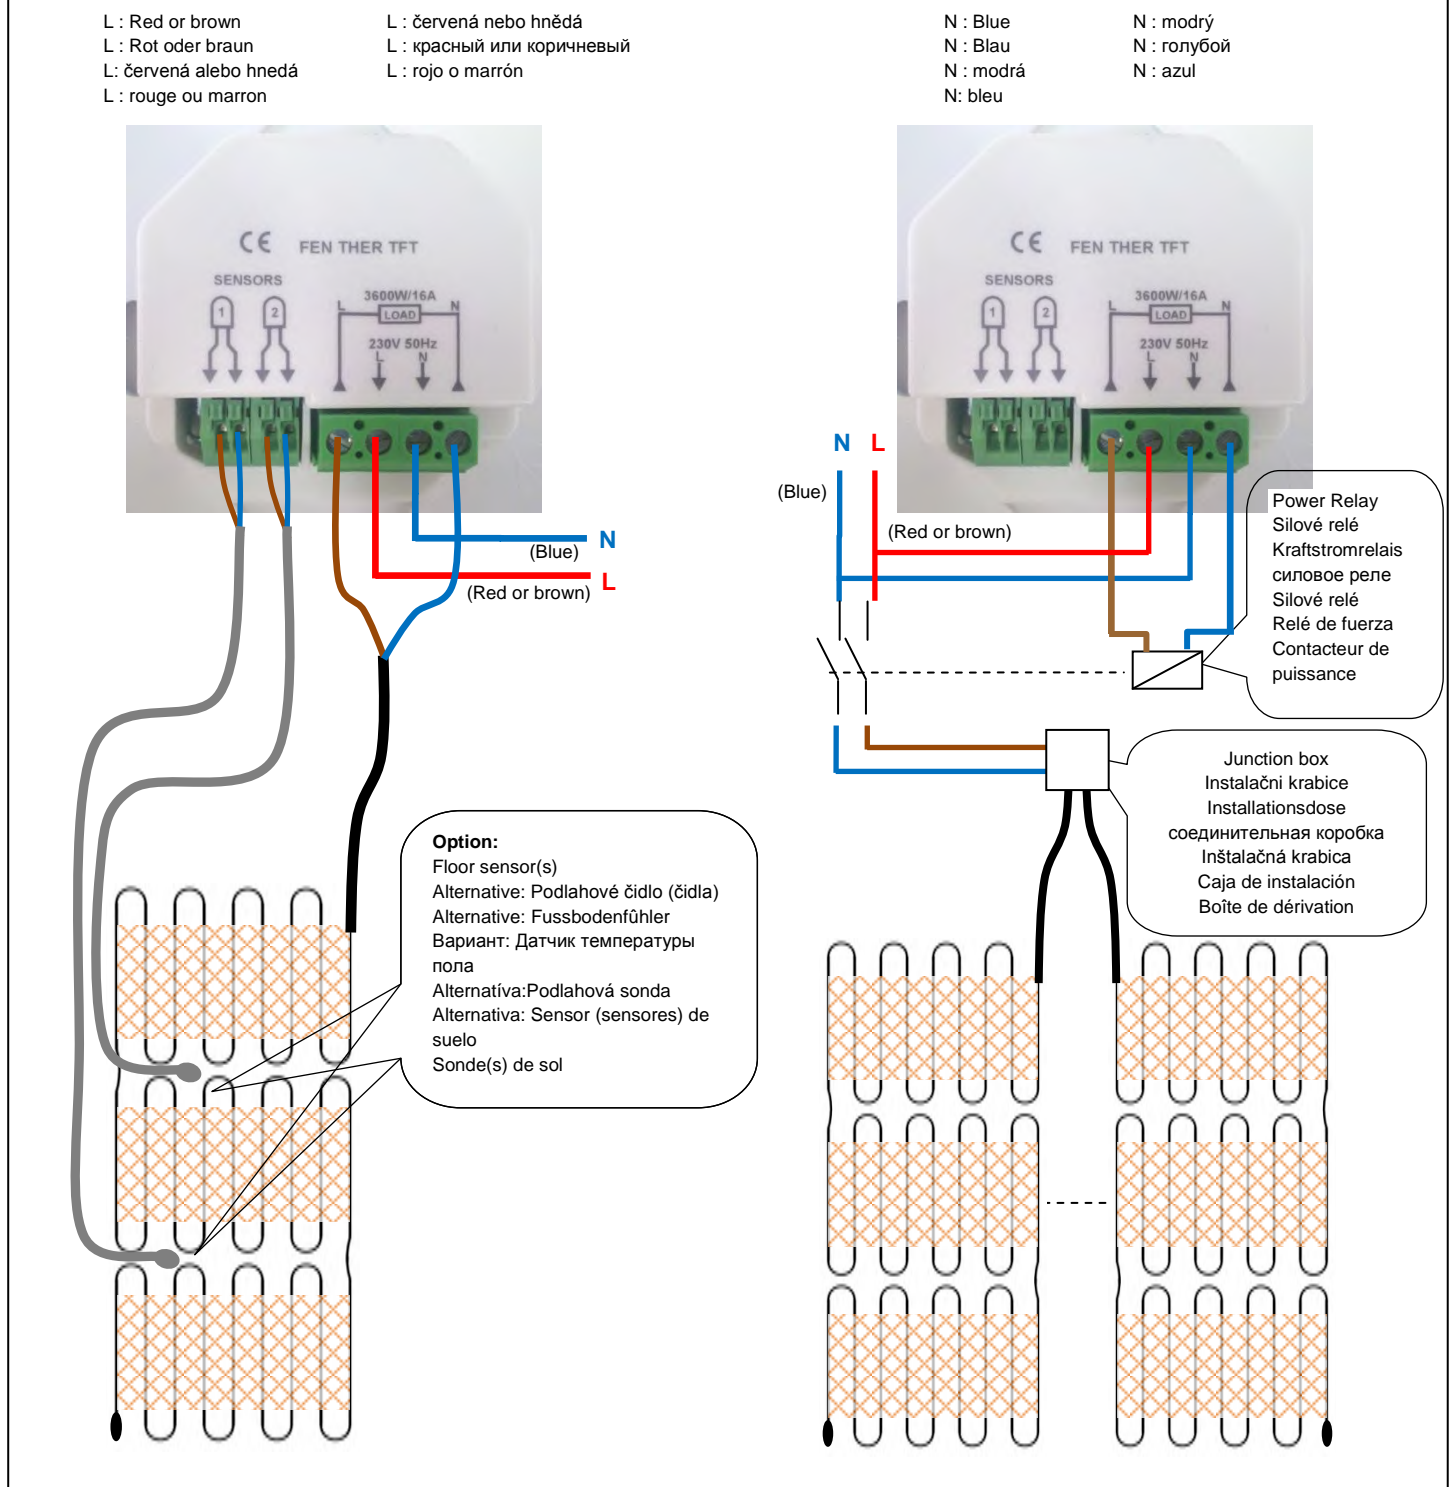 L : Red or brown
L : Rot oder braun
L: červená alebo hnedá
L : rouge ou marron
L : červená nebo hnědá
L : красный или коричневый
L : rojo o marrón
N : Blue
N : Blau
N : modrá
N: bleu
N : modrý
N : голубой
N : azul
CE FEN THER TFT
SENSORS
1 2
3600W/16A
L LOAD N
230V 50Hz
L N
(Blue) N
(Red or brown) L
Option:
Floor sensor(s)
Alternative: Podlahové čidlo (čidla)
Alternative: Fussbodenfûhler
Вариант: Датчик температуры
пола
Alternatíva:Podlahová sonda
Alternativa: Sensor (sensores) de
suelo
Sonde(s) de sol
CE FEN THER TFT
SENSORS
1 2
3600W/16A
L LOAD N
230V 50Hz
L N
N L
(Blue)
(Red or brown)
Power Relay
Silové relé
Kraftstromrelais
силовое реле
Silové relé
Relé de fuerza
Contacteur de
puissance
Junction box
Instalačni krabice
Installationsdose
соединительная коробка
Inštalačná krabica
Caja de instalación
Boîte de dérivation